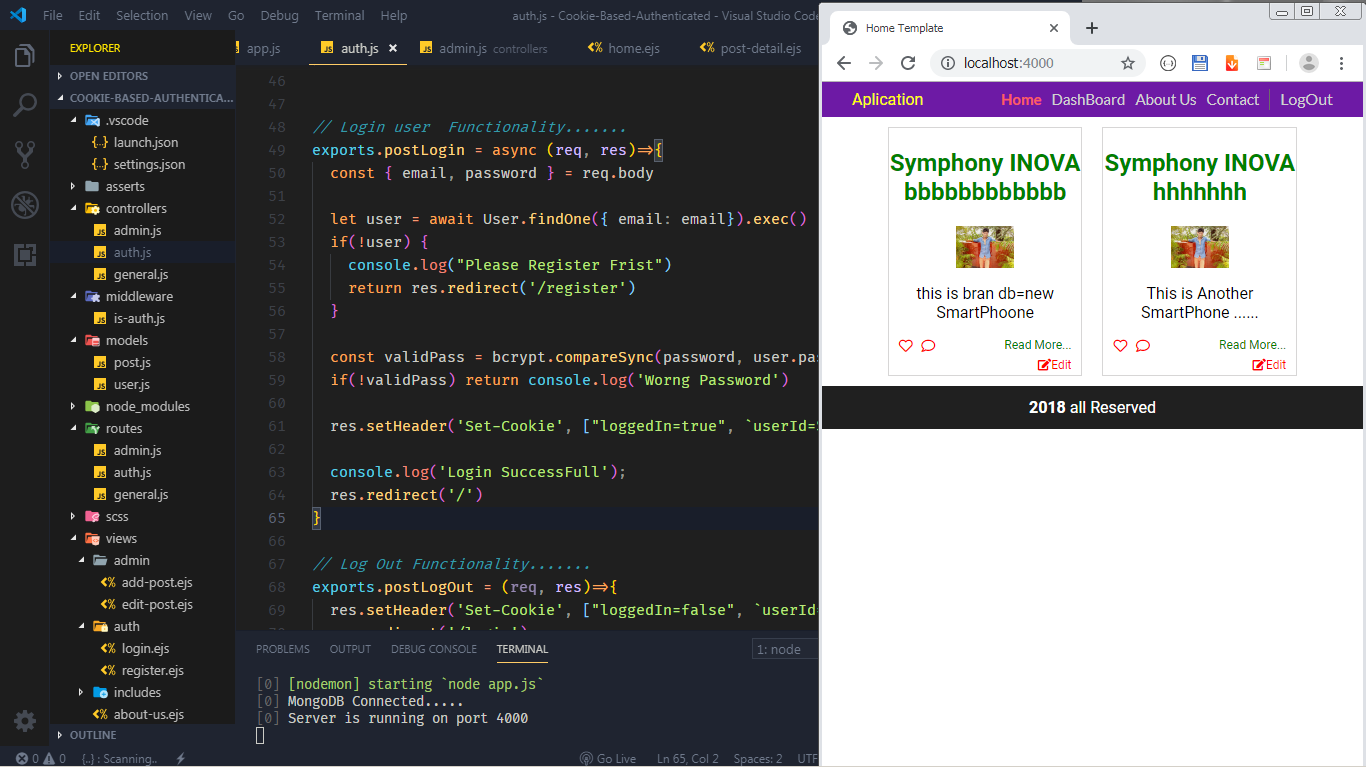 File Edit Selection View Go Debug Terminal Help
auth.js - Cookie-Based-Authenticated - Visual Studio Code
EXPLORER
OPEN EDITORS
COOKIE-BASED-AUTHENTICA...
.vscode
launch.json
settings.json
asserts
controllers
admin.js
auth.js
general.js
middleware
is-auth.js
models
post.js
user.js
node_modules
routes
admin.js
auth.js
general.js
scss
views
admin
add-post.ejs
edit-post.ejs
auth
login.ejs
register.ejs
includes
about-us.ejs
OUTLINE
app.js auth.js admin.js controllers home.ejs post-detail.ejs
46
47
48 // Login user  Functionality.......
49 exports.postLogin = async (req, res)=>{
50 const { email, password } = req.body
51
52 let user = await User.findOne({ email: email}).exec()
53 if(!user) {
54 console.log("Please Register Frist")
55 return res.redirect('/register')
56 }
57
58 const validPass = bcrypt.compareSync(password, user.pas
59 if(!validPass) return console.log('Worng Password')
60
61 res.setHeader('Set-Cookie', ["loggedIn=true", `userId=
62
63 console.log('Login SuccessFull');
64 res.redirect('/')
65 }
66
67 // Log Out Functionality.......
68 exports.postLogOut = (req, res)=>{
69 res.setHeader('Set-Cookie', ["loggedIn=false", `userId=
PROBLEMS OUTPUT DEBUG CONSOLE TERMINAL 1: node
[0] [nodemon] starting `node app.js`
[0] MongoDB Connected.....
[0] Server is running on port 4000
0 0 {..} : Scanning.. Go Live Ln 65, Col 2 Spaces: 2 UTF
Home Template
localhost:4000
Aplication Home DashBoard About Us Contact LogOut
Symphony INOVA
bbbbbbbbbbbb
this is bran db=new
SmartPhoone
Read More...
Edit
Symphony INOVA
hhhhhhh
This is Another
SmartPhone ......
Read More...
Edit
2018 all Reserved